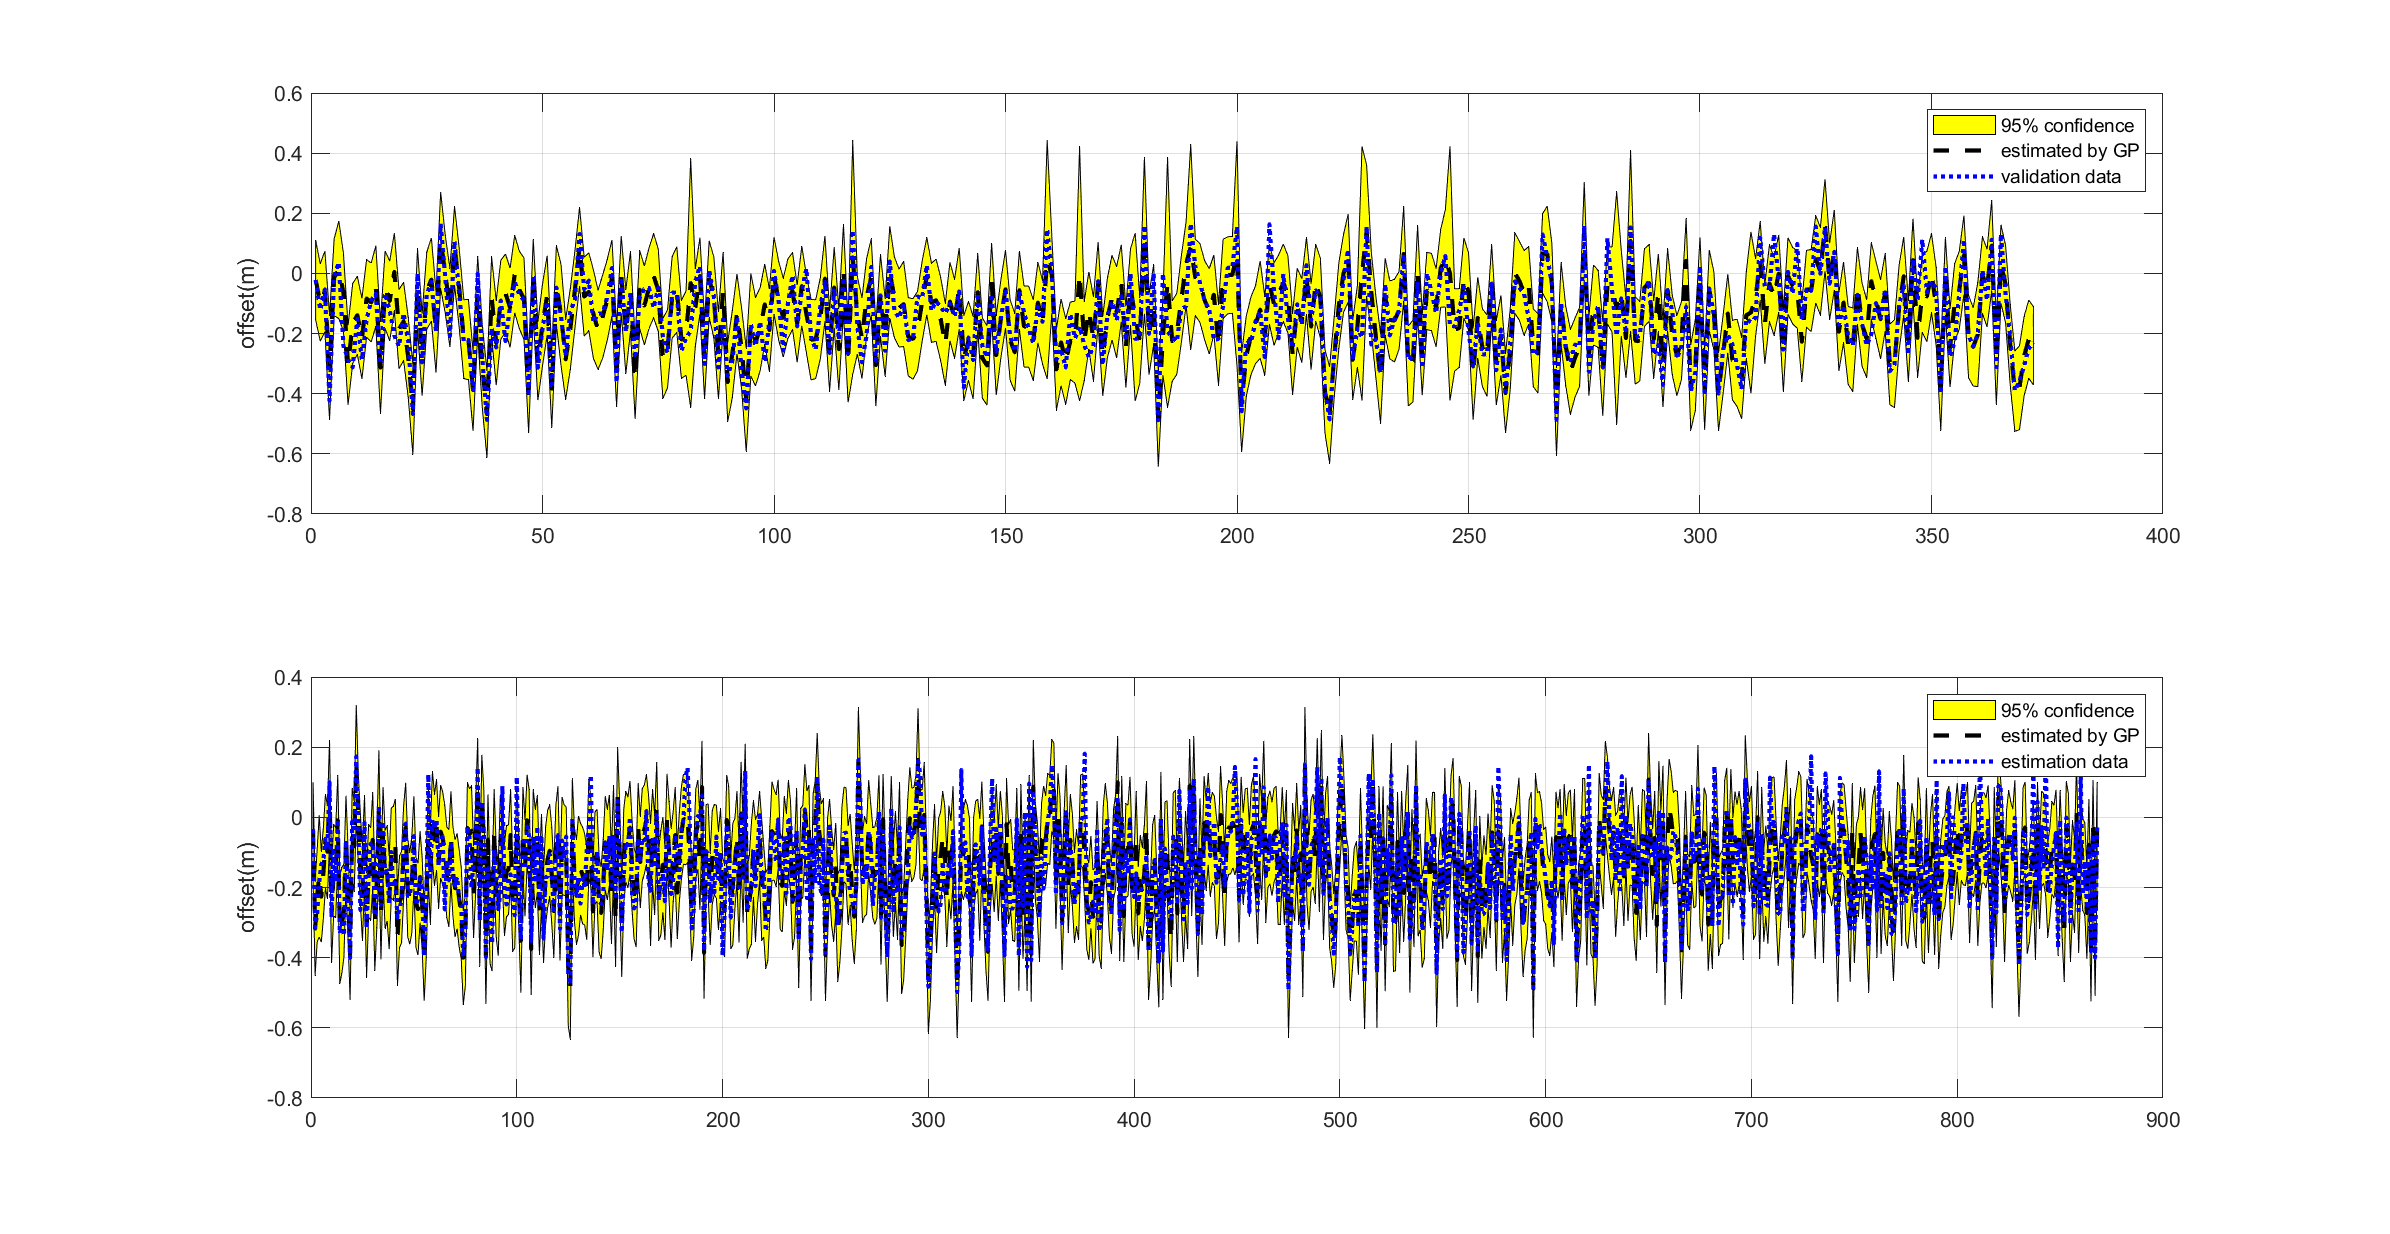 0.6
0.4
0.2
0
-0.2
-0.4
-0.6
-0.8
offset(m)
95% confidence
estimated by GP
validation data
0 50 100 150 200 250 300 350 400
0.4
0.2
0
-0.2
-0.4
-0.6
-0.8
offset(m)
95% confidence
estimated by GP
estimation data
0 100 200 300 400 500 600 700 800 900